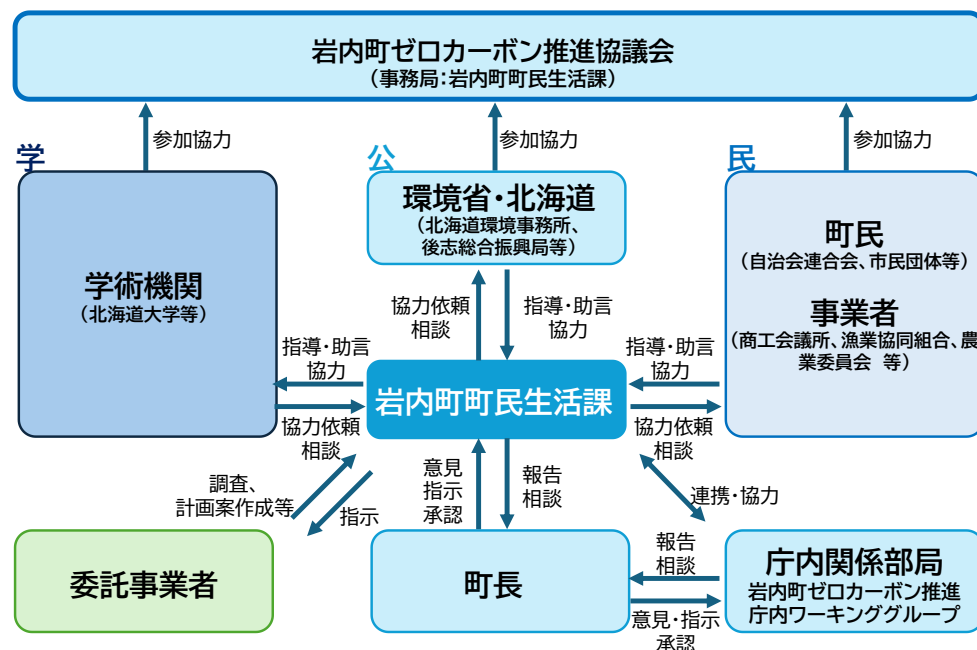 岩内町ゼロカーボン推進協議会
(事務局:岩内町町民生活課)
参加協力
参加協力
参加協力
学
公
民
学術機関
(北海道大学等)
環境省・北海道
(北海道環境事務所、
後志総合振興局等)
町民
(自治会連合会、市民団体等)
事業者
(商工会議所、漁業協同組合、農
業委員会 等)
協力依頼
相談
指導・助言
協力
指導・助言
協力
指導・助言
協力
岩内町町民生活課
協力依頼
相談
協力依頼
相談
調査、
計画案作成等
指示
意見
指示
承認
報告
相談
連携・協力
委託事業者
町長
報告
相談
意見・指示
承認
庁内関係部局
岩内町ゼロカーボン推進
庁内ワーキンググループ